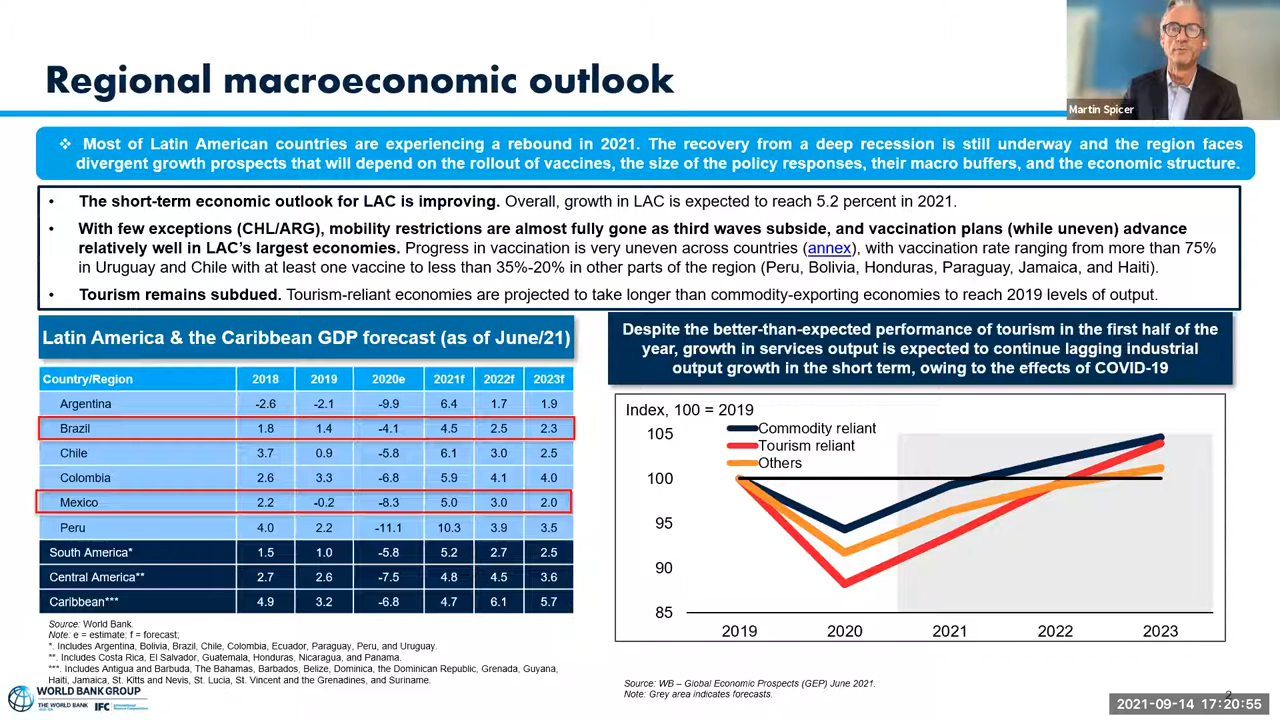 Regional macroeconomic outlook
Martin Spicer
❖ Most of Latin American countries are experiencing a rebound in 2021. The recovery from a deep recession is still underway and the region faces
divergent growth prospects that will depend on the rollout of vaccines, the size of the policy responses, their macro buffers, and the economic structure.
• The short-term economic outlook for LAC is improving. Overall, growth in LAC is expected to reach 5.2 percent in 2021.
• With few exceptions (CHL/ARG), mobility restrictions are almost fully gone as third waves subside, and vaccination plans (while uneven) advance
relatively well in LAC's largest economies. Progress in vaccination is very uneven across countries (annex), with vaccination rate ranging from more than 75%
in Uruguay and Chile with at least one vaccine to less than 35%-20% in other parts of the region (Peru, Bolivia, Honduras, Paraguay, Jamaica, and Haiti).
• Tourism remains subdued. Tourism-reliant economies are projected to take longer than commodity-exporting economies to reach 2019 levels of output.
Latin America & the Caribbean GDP forecast (as of June/21)
Country/Region 2018 2019 2020e 2021f 2022f 2023f
Argentina -2.6 -2.1 -9.9 6.4 1.7 1.9
Brazil 1.8 1.4 -4.1 4.5 2.5 2.3
Chile 3.7 0.9 -5.8 6.1 3.0 2.5
Colombia 2.6 3.3 -6.8 5.9 4.1 4.0
Mexico 2.2 -0.2 -8.3 5.0 3.0 2.0
Peru 4.0 2.2 -11.1 10.3 3.9 3.5
South America* 1.5 1.0 -5.8 5.2 2.7 2.5
Central America** 2.7 2.6 -7.5 4.8 4.5 3.6
Caribbean*** 4.9 3.2 -6.8 4.7 6.1 5.7
Source: World Bank.
Note: e = estimate; f = forecast;
*. Includes Argentina, Bolivia, Brazil, Chile, Colombia, Ecuador, Paraguay, Peru, and Uruguay.
**. Includes Costa Rica, El Salvador, Guatemala, Honduras, Nicaragua, and Panama.
***. Includes Antigua and Barbuda, The Bahamas, Barbados, Belize, Dominica, the Dominican Republic, Grenada, Guyana,
Haiti, Jamaica, St. Kitts and Nevis, St. Lucia, St. Vincent and the Grenadines, and Suriname.
WORLD BANK GROUP
THE WORLD BANK IFC
Despite the better-than-expected performance of tourism in the first half of the
year, growth in services output is expected to continue lagging industrial
output growth in the short term, owing to the effects of COVID-19
Index, 100 = 2019
Commodity reliant
Tourism reliant
Others
105
100
95
90
85
2019 2020 2021 2022 2023
Source: WB – Global Economic Prospects (GEP) June 2021.
Note: Grey area indicates forecasts.
2
2021-09-14 17:20:55